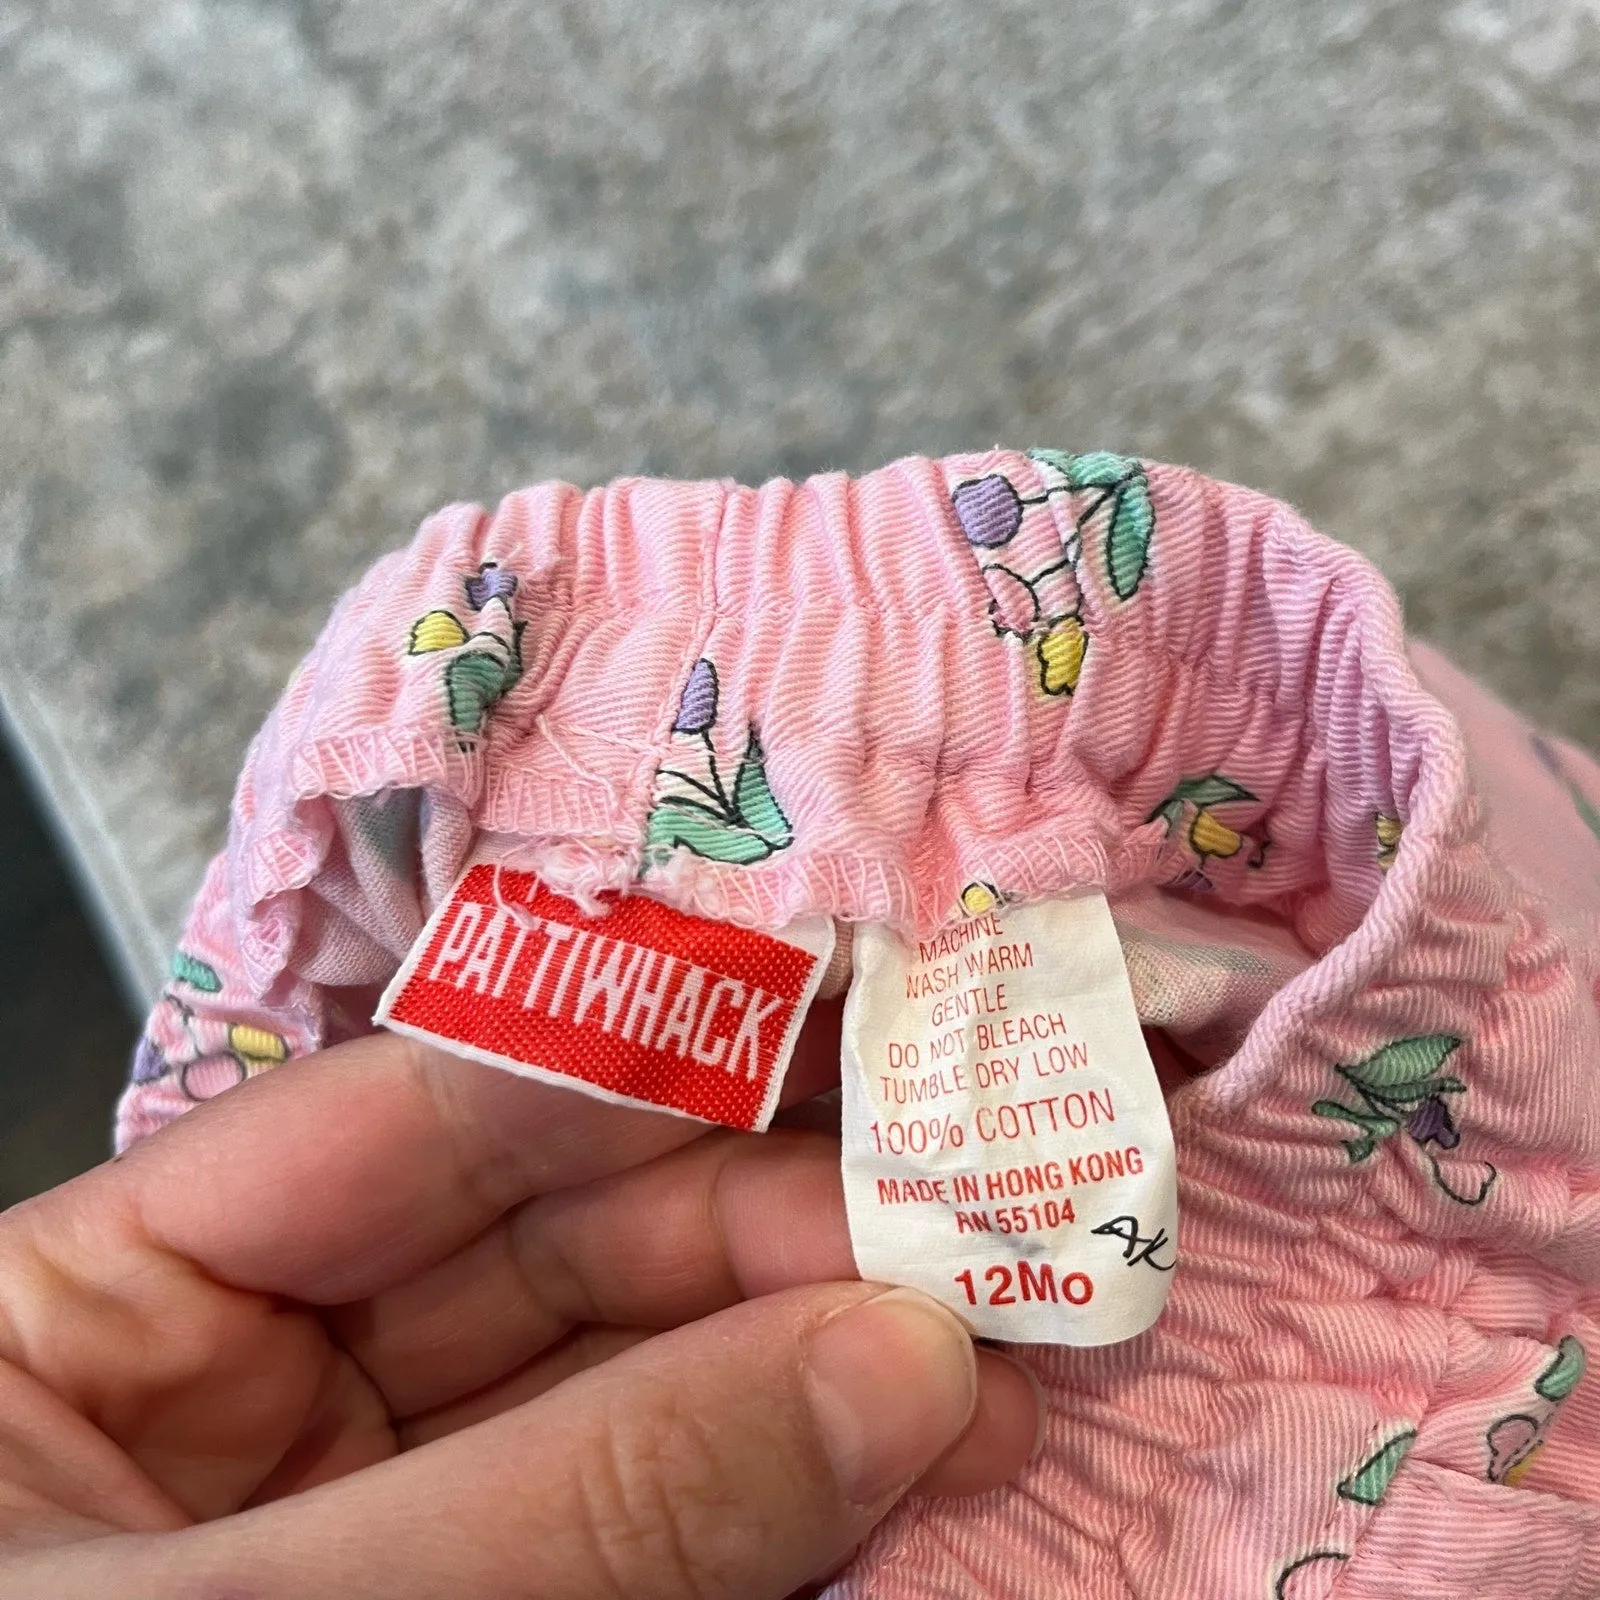 PATTIWHACK
MACHINE
WASH WARM
GENTLE
DO NOT BLEACH
TUMBLE DRY LOW
100% COTTON
MADE IN HONG KONG
RN 55104
AK
12Mo